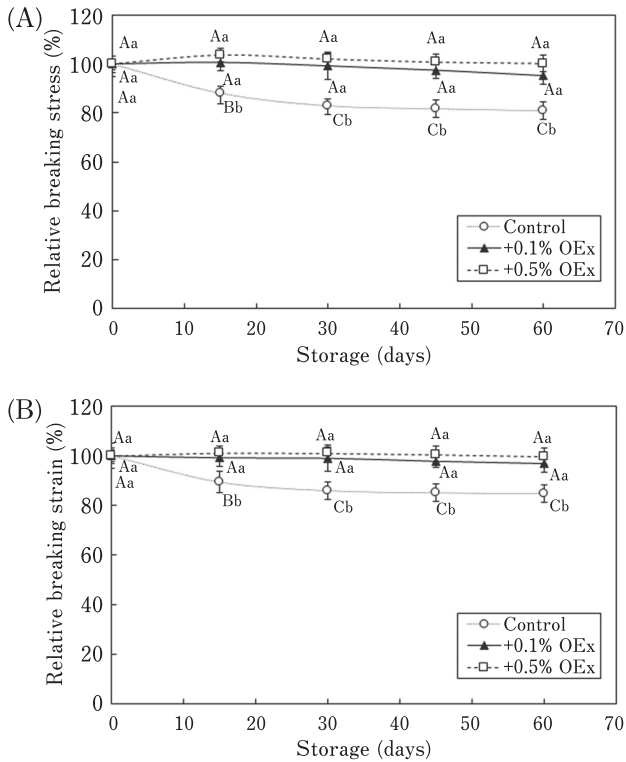 (A)
120
100
80
60
40
20
0
Relative breaking stress (%)
Aa
Aa
Aa
Aa
Aa
Aa
Aa
Aa
Aa
Aa
Aa
Bb
Cb
Cb
Cb
Control
+0.1% OEx
+0.5% OEx
0 10 20 30 40 50 60 70
Storage (days)
(B)
120
100
80
60
40
20
0
Relative breaking strain (%)
Aa
Aa
Aa
Aa
Aa
Aa
Aa
Aa
Aa
Aa
Aa
Bb
Cb
Cb
Cb
Control
+0.1% OEx
+0.5% OEx
0 10 20 30 40 50 60 70
Storage (days)